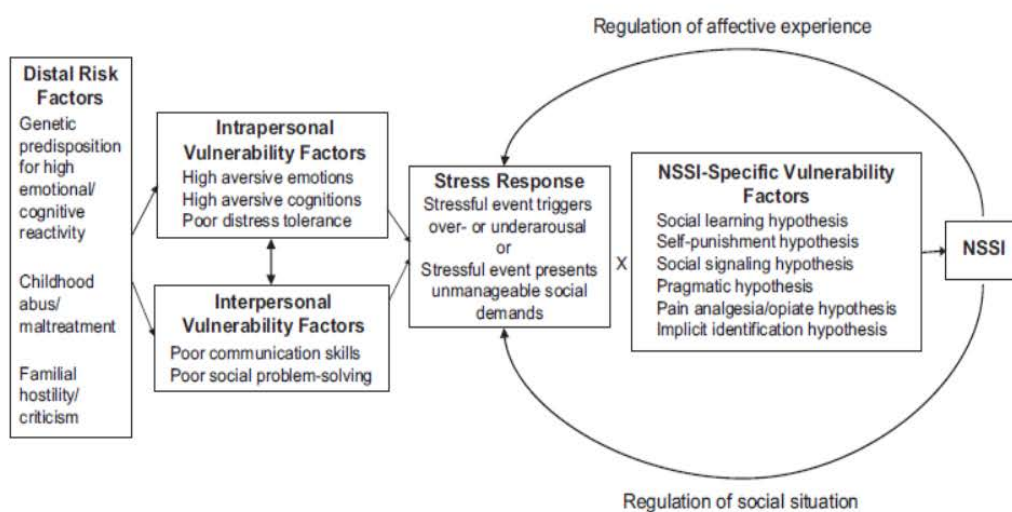 Regulation of affective experience
Distal Risk
Factors
Genetic
predisposition
for high
emotional/
cognitive
reactivity
Childhood
abus/
maltreatment
Familial
hostility/
criticism
Intrapersonal
Vulnerability Factors
High aversive emotions
High aversive cognitions
Poor distress tolerance
Interpersonal
Vulnerability Factors
Poor communication skills
Poor social problem-solving
Stress Response
Stressful event triggers
over- or underarousal
or
Stressful event presents
unmanageable social
demands
X
NSSI-Specific Vulnerability
Factors
Social learning hypothesis
Self-punishment hypothesis
Social signaling hypothesis
Pragmatic hypothesis
Pain analgesia/opiate hypothesis
Implicit identification hypothesis
NSSI
Regulation of social situation